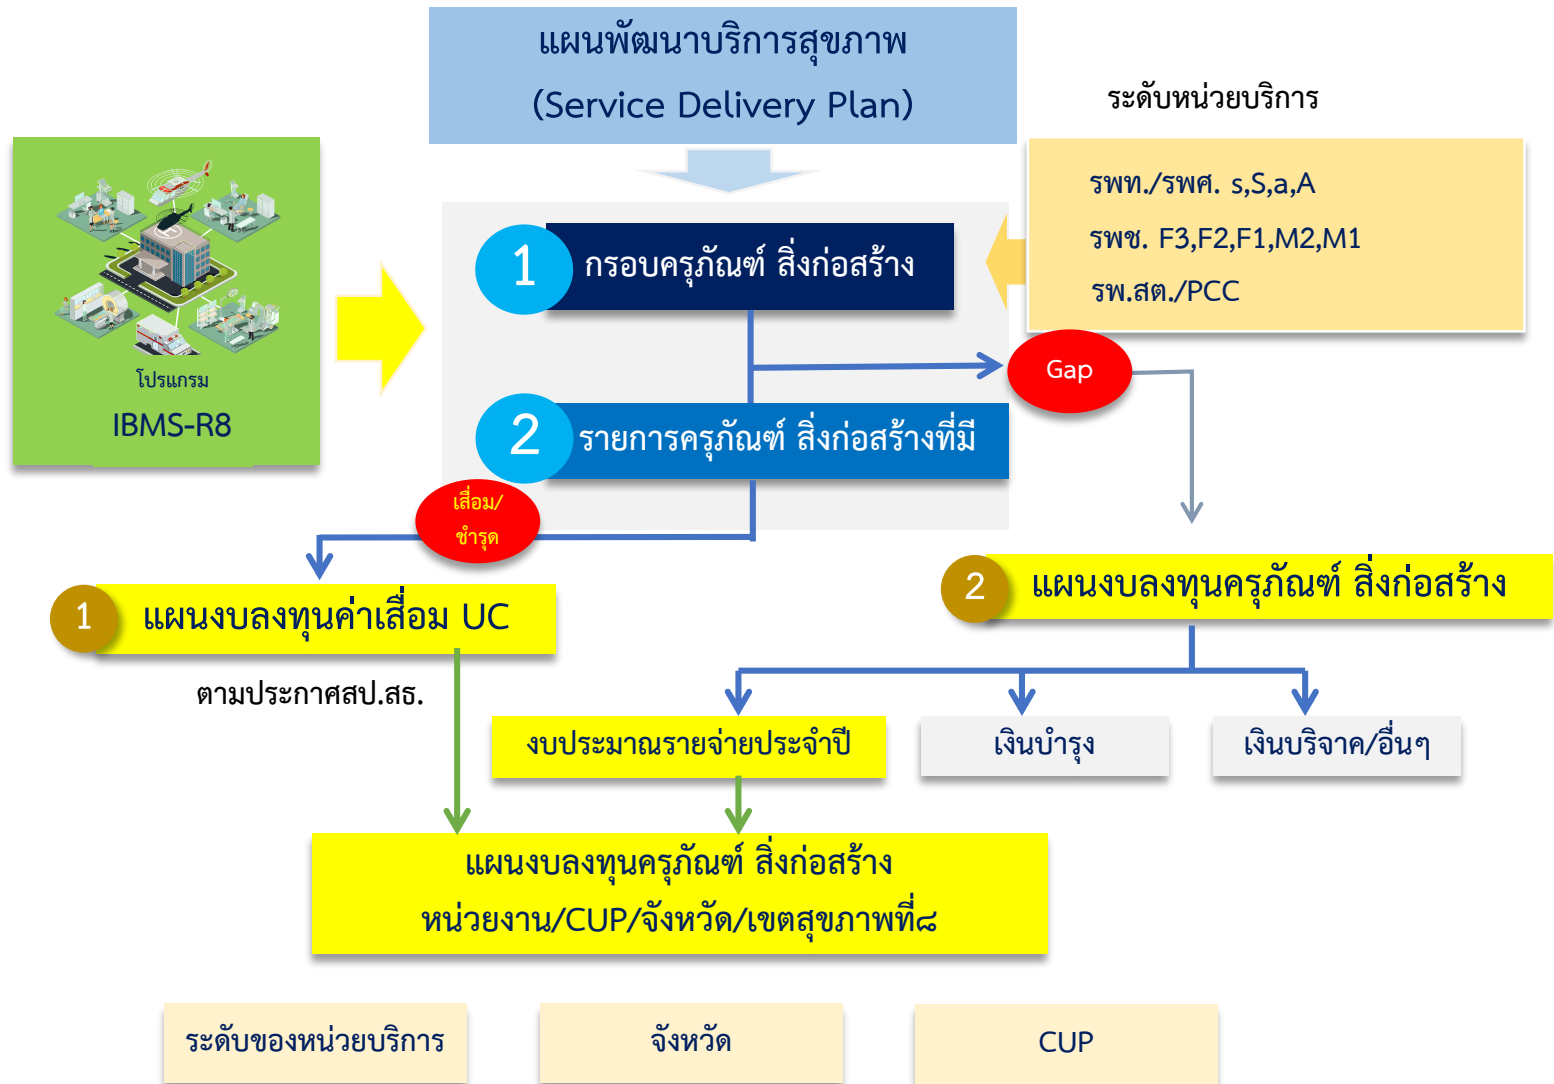 แผนพัฒนาบริการสุขภาพ
(Service Delivery Plan)
ระดับหน่วยบริการ
รพท./รพศ. s,S,a,A
รพช. F3,F2,F1,M2,M1
รพ.สต./PCC
โปรแกรม
IBMS-R8
1
กรอบครุภัณฑ์ สิ่งก่อสร้าง
Gap
2
รายการครุภัณฑ์ สิ่งก่อสร้างที่มี
เสื่อม/
ชำรุด
1
แผนงบลงทุนค่าเสื่อม UC
ตามประกาศสป.สธ.
2
แผนงบลงทุนครุภัณฑ์ สิ่งก่อสร้าง
งบประมาณรายจ่ายประจำปี
เงินบำรุง
เงินบริจาค/อื่นๆ
แผนงบลงทุนครุภัณฑ์ สิ่งก่อสร้าง
หน่วยงาน/CUP/จังหวัด/เขตสุขภาพที่๘
ระดับของหน่วยบริการ
จังหวัด
CUP